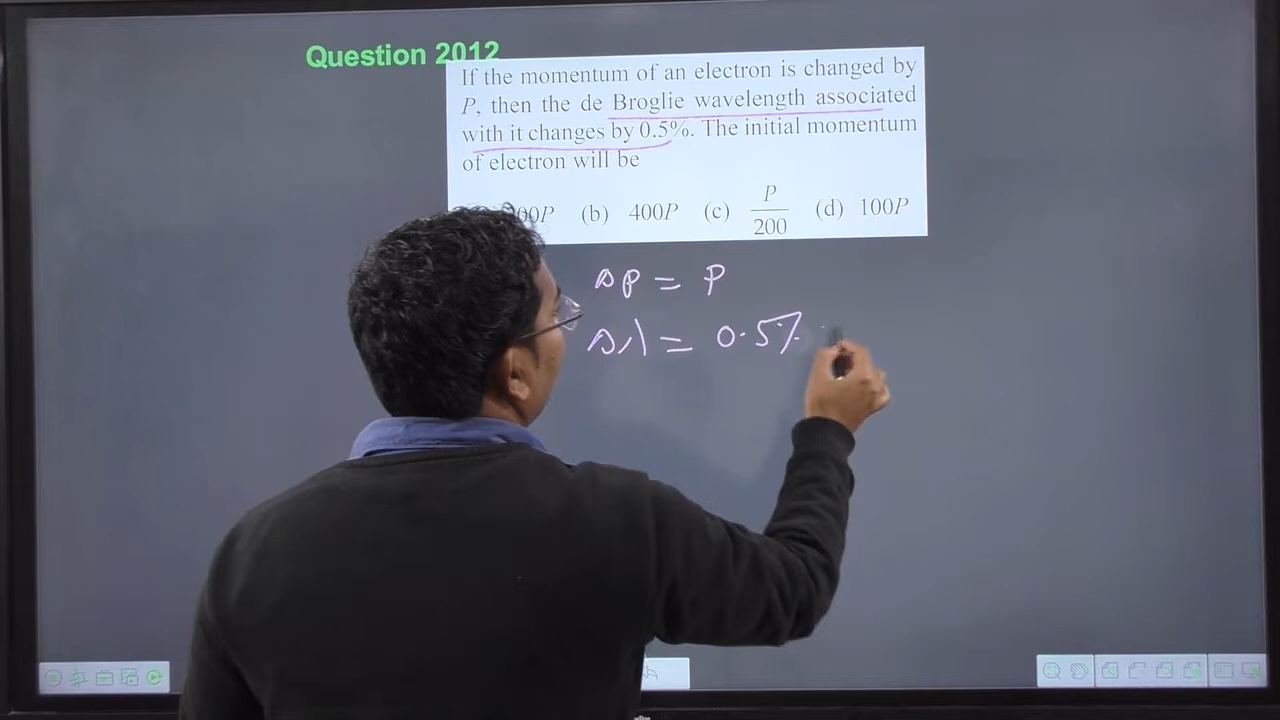 Question 2012
If the momentum of an electron is changed by
P, then the de Broglie wavelength associated
with it changes by 0.5%. The initial momentum
of electron will be
00P (b) 400P (c) P/200 (d) 100P
Δp = P
Δλ = 0.5%